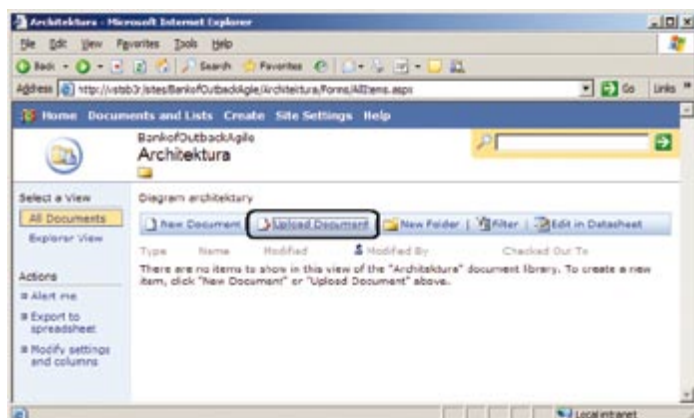 Architektura - Microsoft Internet Explorer
File Edit View Favorites Tools Help
Back Search Favorites
Address http://vstsb3r/sites/BankofOutbackAgile/Architektura/Forms/AllItems.aspx Go Links
Home Documents and Lists Create Site Settings Help
BankofOutbackAgile
Architektura
Select a View
All Documents
Explorer View
Actions
Alert me
Export to
spreadsheet
Modify settings
and columns
Diagram architektury
New Document | Upload Document | New Folder | Filter | Edit in Datasheet
Type Name Modified Modified By Checked Out To
There are no items to show in this view of the "Architektura" document library. To create a new
item, click "New Document" or "Upload Document" above.
Local intranet